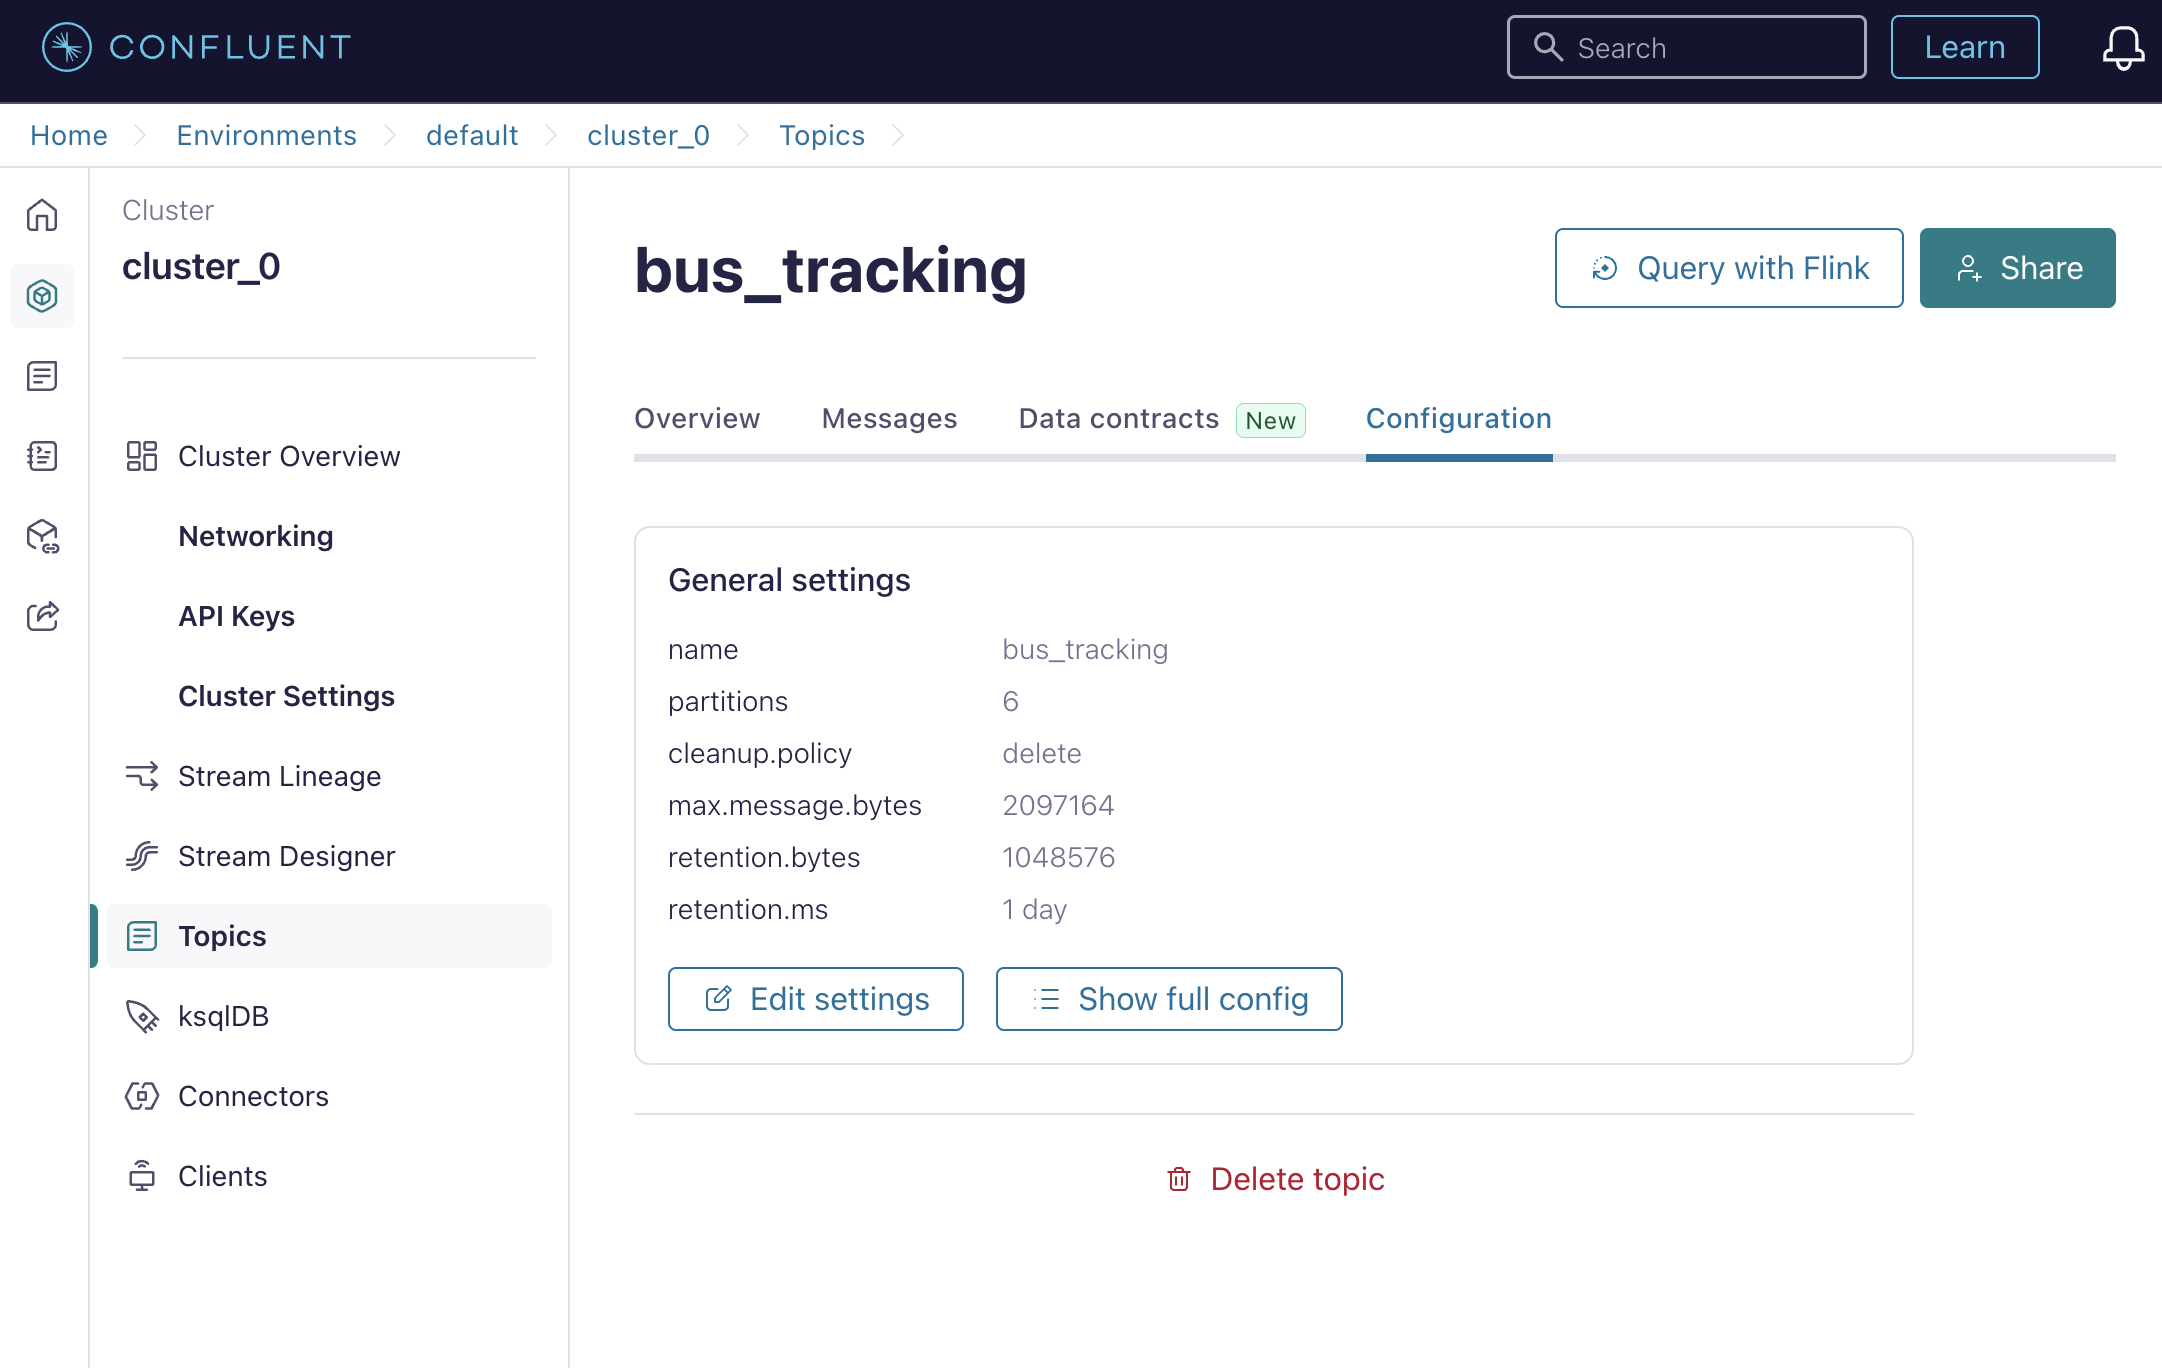 CONFLUENT
Search
Learn
Home
Environments
default
cluster_0
Topics
Cluster
cluster_0
Cluster Overview
Networking
API Keys
Cluster Settings
Stream Lineage
Stream Designer
Topics
ksqlDB
Connectors
Clients
bus_tracking
Query with Flink
Share
Overview
Messages
Data contracts New
Configuration
General settings
name bus_tracking
partitions 6
cleanup.policy delete
max.message.bytes 2097164
retention.bytes 1048576
retention.ms 1 day
Edit settings
Show full config
Delete topic